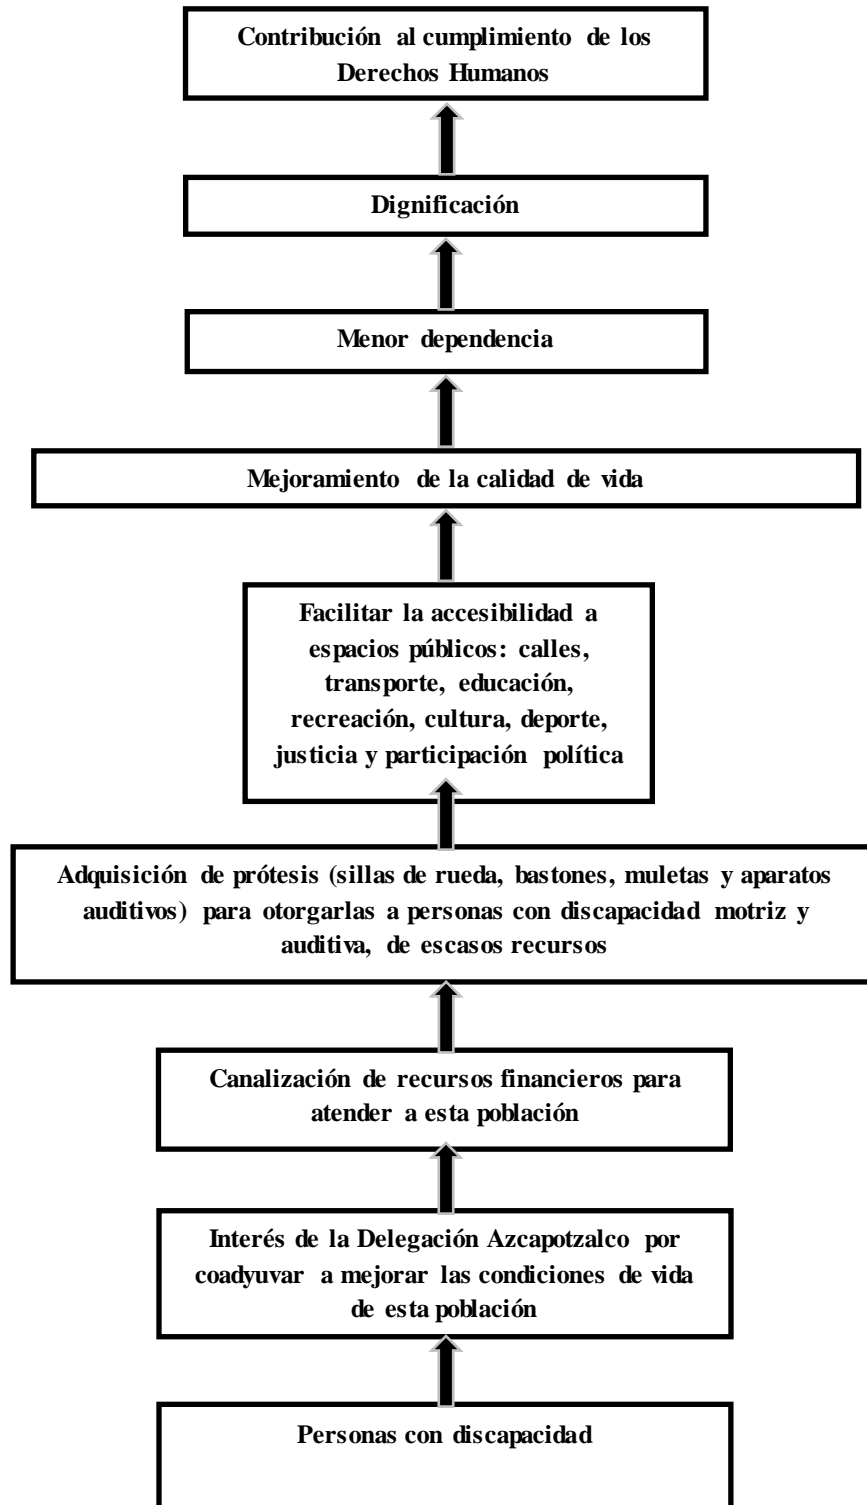 Contribución al cumplimiento de los
Derechos Humanos
Dignificación
Menor dependencia
Mejoramiento de la calidad de vida
Facilitar la accesibilidad a
espacios públicos: calles,
transporte, educación,
recreación, cultura, deporte,
justicia y participación política
Adquisición de prótesis (sillas de rueda, bastones, muletas y aparatos
auditivos) para otorgarlas a personas con discapacidad motriz y
auditiva, de escasos recursos
Canalización de recursos financieros para
atender a esta población
Interés de la Delegación Azcapotzalco por
coadyuvar a mejorar las condiciones de vida
de esta población
Personas con discapacidad